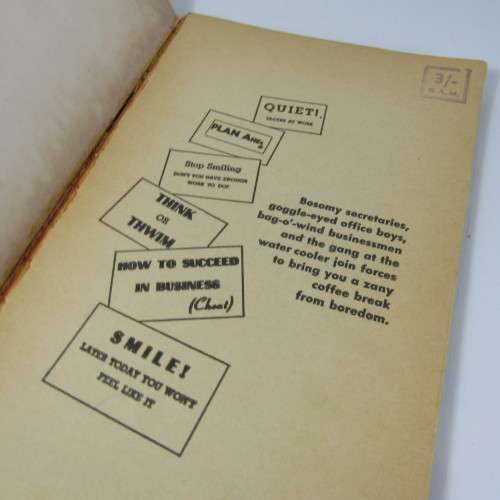 3/-
QUIET!
AT WORK
PLAN AHEAD
Stop Smiling
DON'T YOU HAVE ENOUGH
WORK TO DO?
THINK
OR
THWIM
HOW TO SUCCEED
IN BUSINESS
(Cheat)
SMILE!
LATER TODAY YOU WON'T
FEEL LIKE IT
Bosomy secretaries,
goggle-eyed office boys,
bag-o'-wind businessmen
and the gang at the
water cooler join forces
to bring you a zany
coffee break
from boredom.